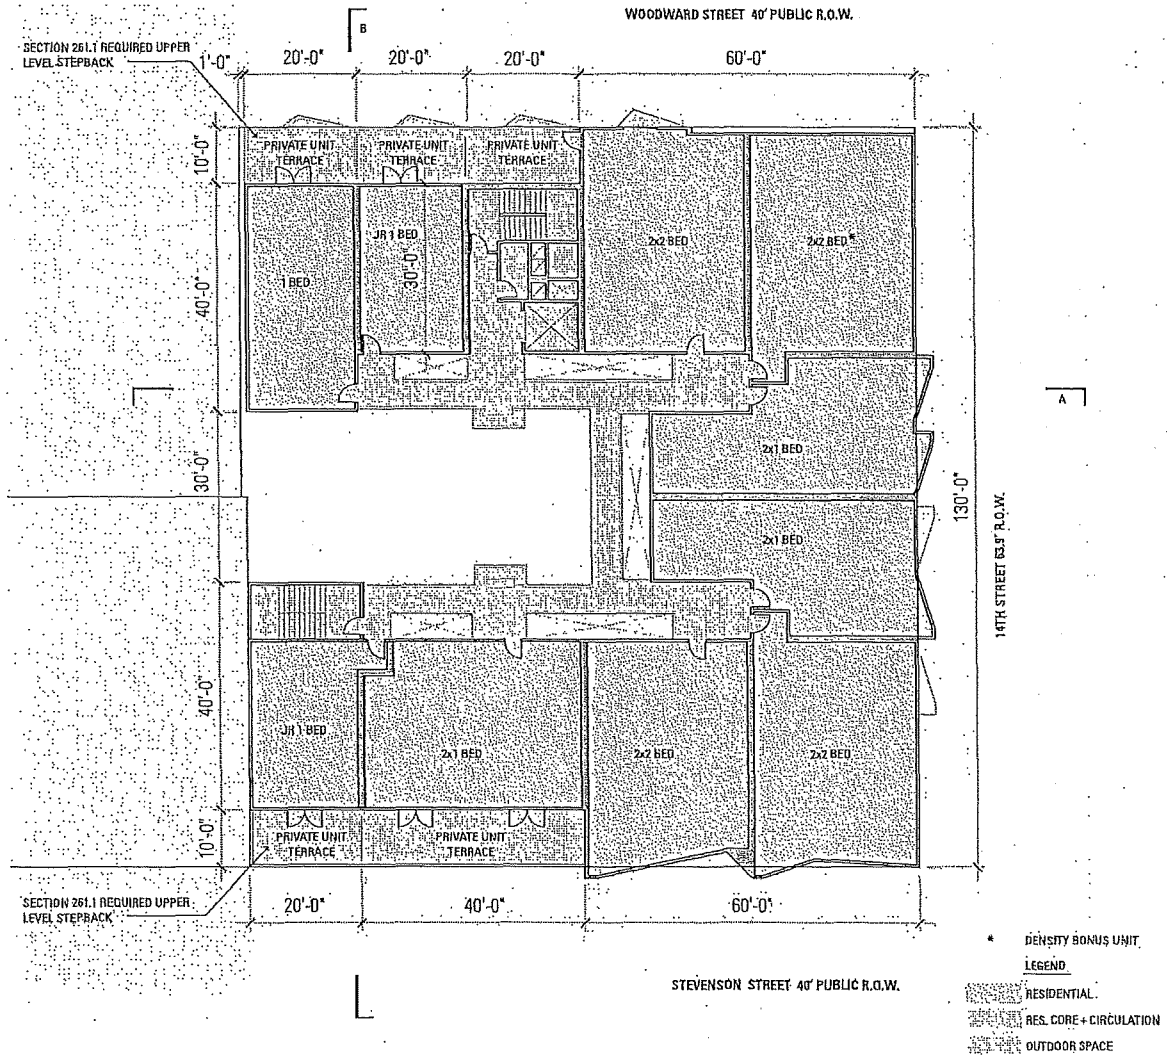 WOODWARD STREET 40' PUBLIC R.O.W.
B
SECTION 261.1 REQUIRED UPPER
LEVEL STEPBACK
1'-0"
20'-0"
20'-0"
20'-0"
60'-0"
10'-0"
PRIVATE UNIT
TERRACE
PRIVATE UNIT
TERRACE
PRIVATE UNIT
TERRACE
40'-0"
1 BED
JR 1 BED
30'-0"
2x2 BED
2x2 BED*
A
30'-0"
2x1 BED
2x1 BED
130'-0"
14TH STREET 63.9' R.O.W.
40'-0"
JR 1 BED
2x1 BED
2x2 BED
2x2 BED
10'-0"
PRIVATE UNIT
TERRACE
PRIVATE UNIT
TERRACE
SECTION 261.1 REQUIRED UPPER
LEVEL STEPBACK
20'-0"
40'-0"
60'-0"
STEVENSON STREET 40' PUBLIC R.O.W.
* DENSITY BONUS UNIT
LEGEND
RESIDENTIAL
RES. CORE + CIRCULATION
OUTDOOR SPACE